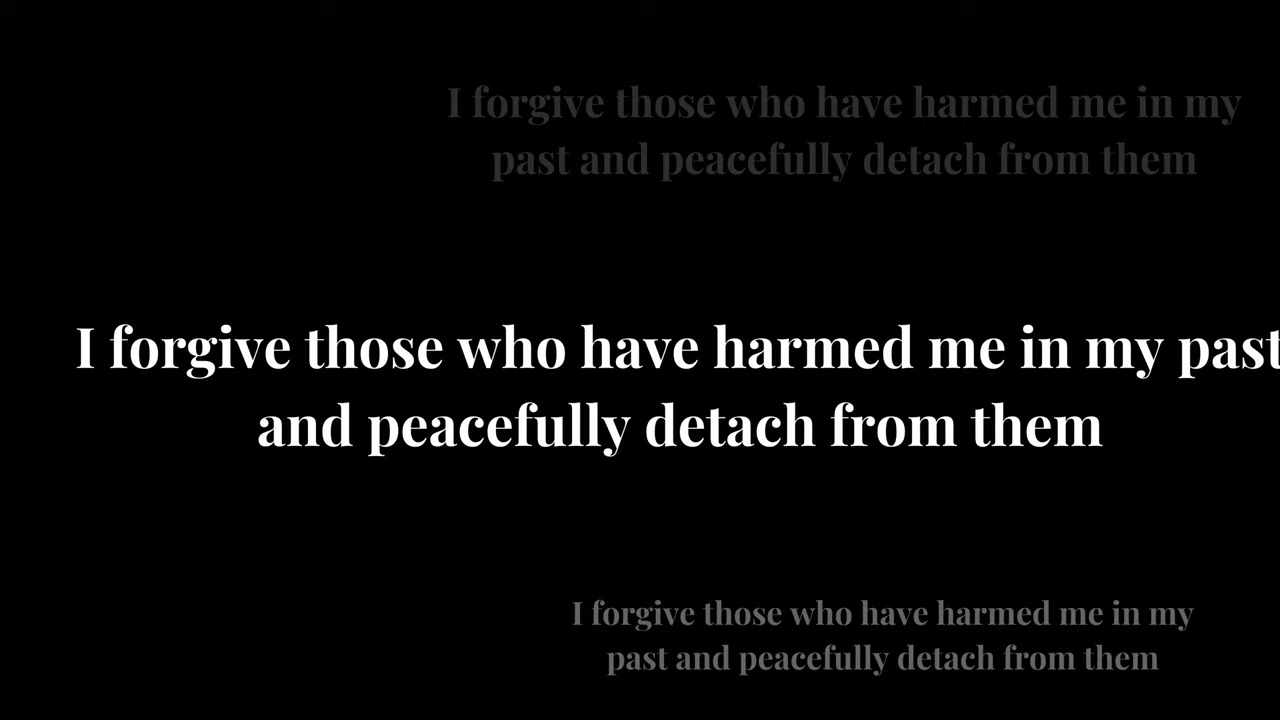 I forgive those who have harmed me in my
past and peacefully detach from them
I forgive those who have harmed me in my past
and peacefully detach from them
I forgive those who have harmed me in my
past and peacefully detach from them